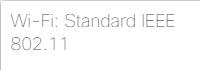 Wi-Fi: Standard IEEE
802.11